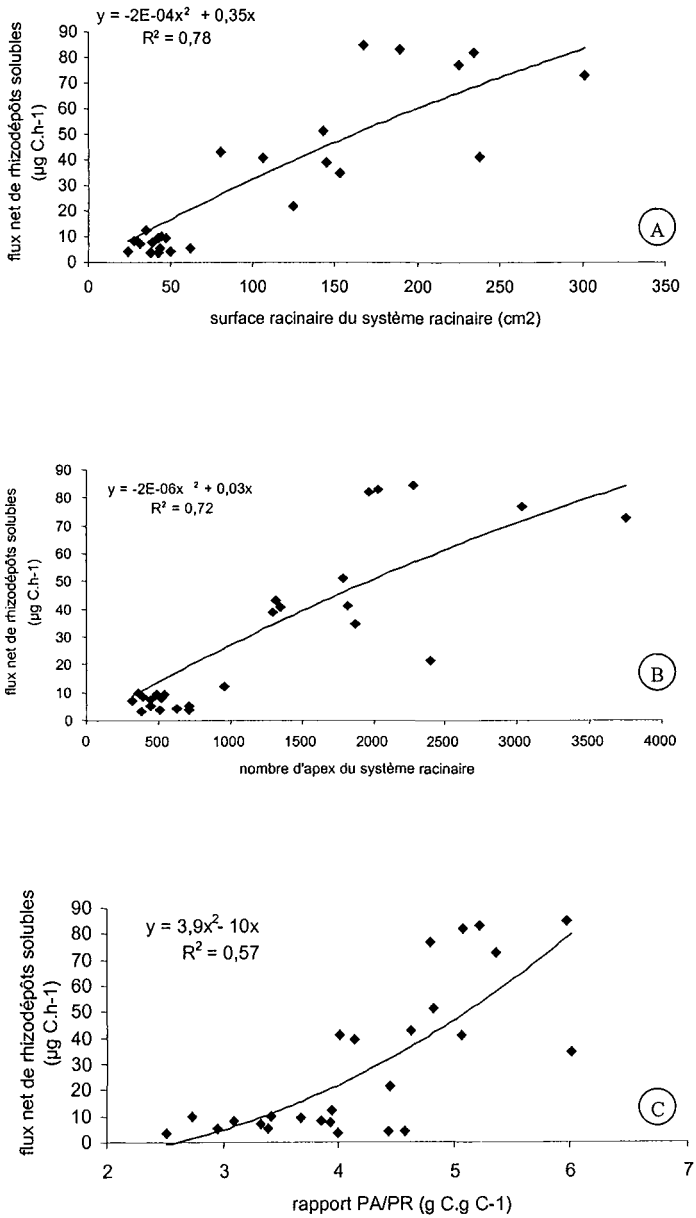 y = -2E-04x² + 0,35x
R² = 0,78
flux net de rhizodépôts solubles
(µg C.h-1)
90
80
70
60
50
40
30
20
10
0
0 50 100 150 200 250 300 350
surface racinaire du système racinaire (cm2)
A
y = -2E-06x ² + 0,03x
R² = 0,72
flux net de rhizodépôts solubles
(µg C.h-1)
90
80
70
60
50
40
30
20
10
0
0 500 1000 1500 2000 2500 3000 3500 4000
nombre d'apex du système racinaire
B
y = 3,9x²- 10x
R² = 0,57
flux net de rhizodépôts solubles
(µg C.h-1)
90
80
70
60
50
40
30
20
10
0
2 3 4 5 6 7
rapport PA/PR (g C.g C-1)
C